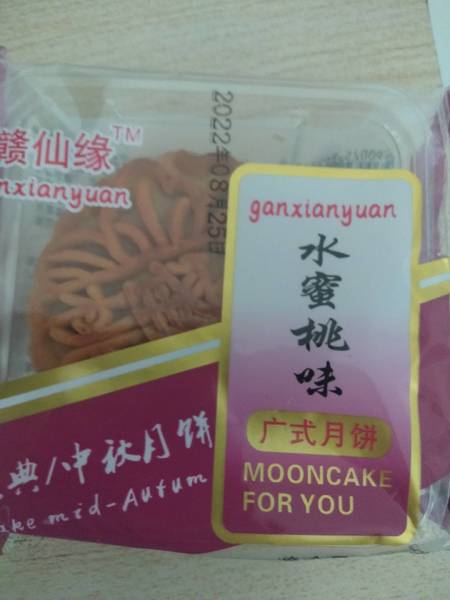 赣仙缘™
nxianyuan
2022年08月25日
ganxianyuan
水蜜桃味
广式月饼
MOONCAKE
FOR YOU
典/中秋月饼
ake mid-Autum